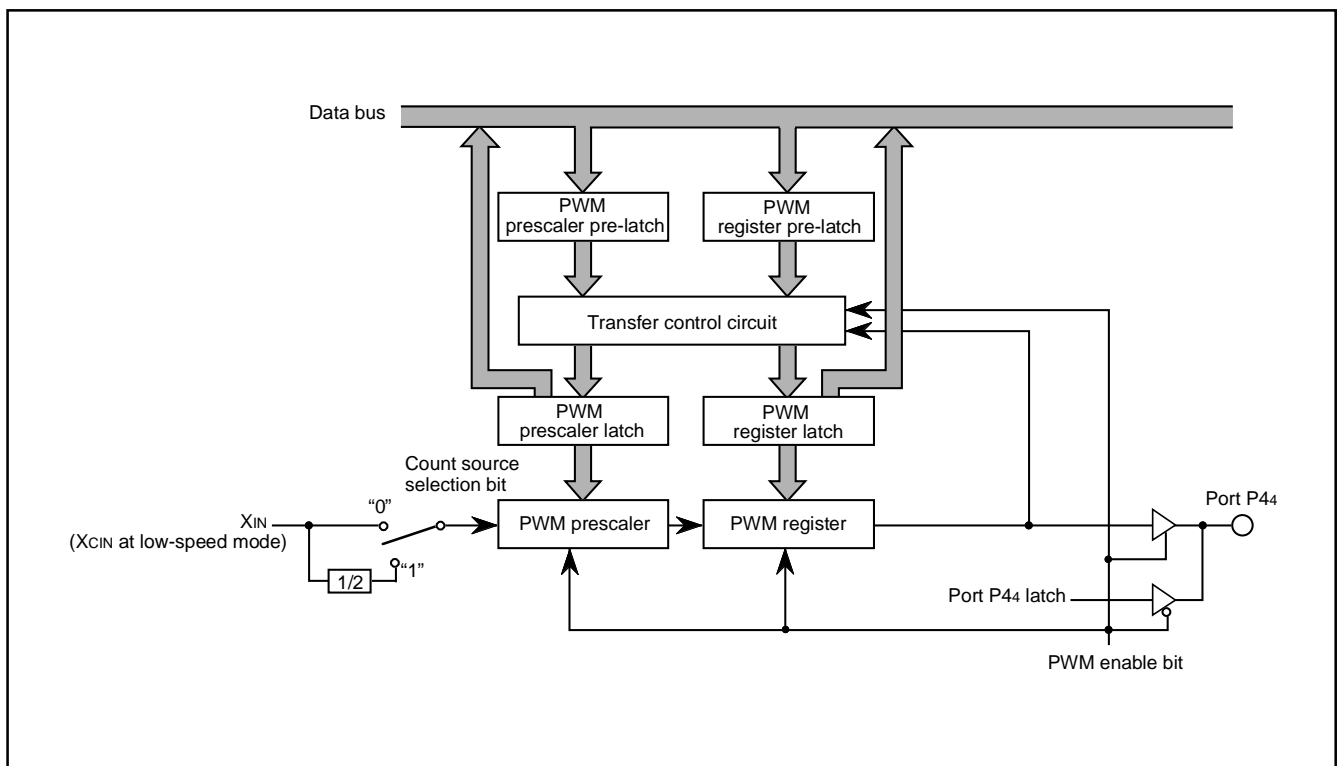 Data bus
PWM
prescaler pre-latch
PWM
register pre-latch
Transfer control circuit
PWM
prescaler latch
PWM
register latch
Count source
selection bit
Port P44
XIN
(XCIN at low-speed mode)
“0”
PWM prescaler
PWM register
“1”
1/2
Port P44 latch
PWM enable bit